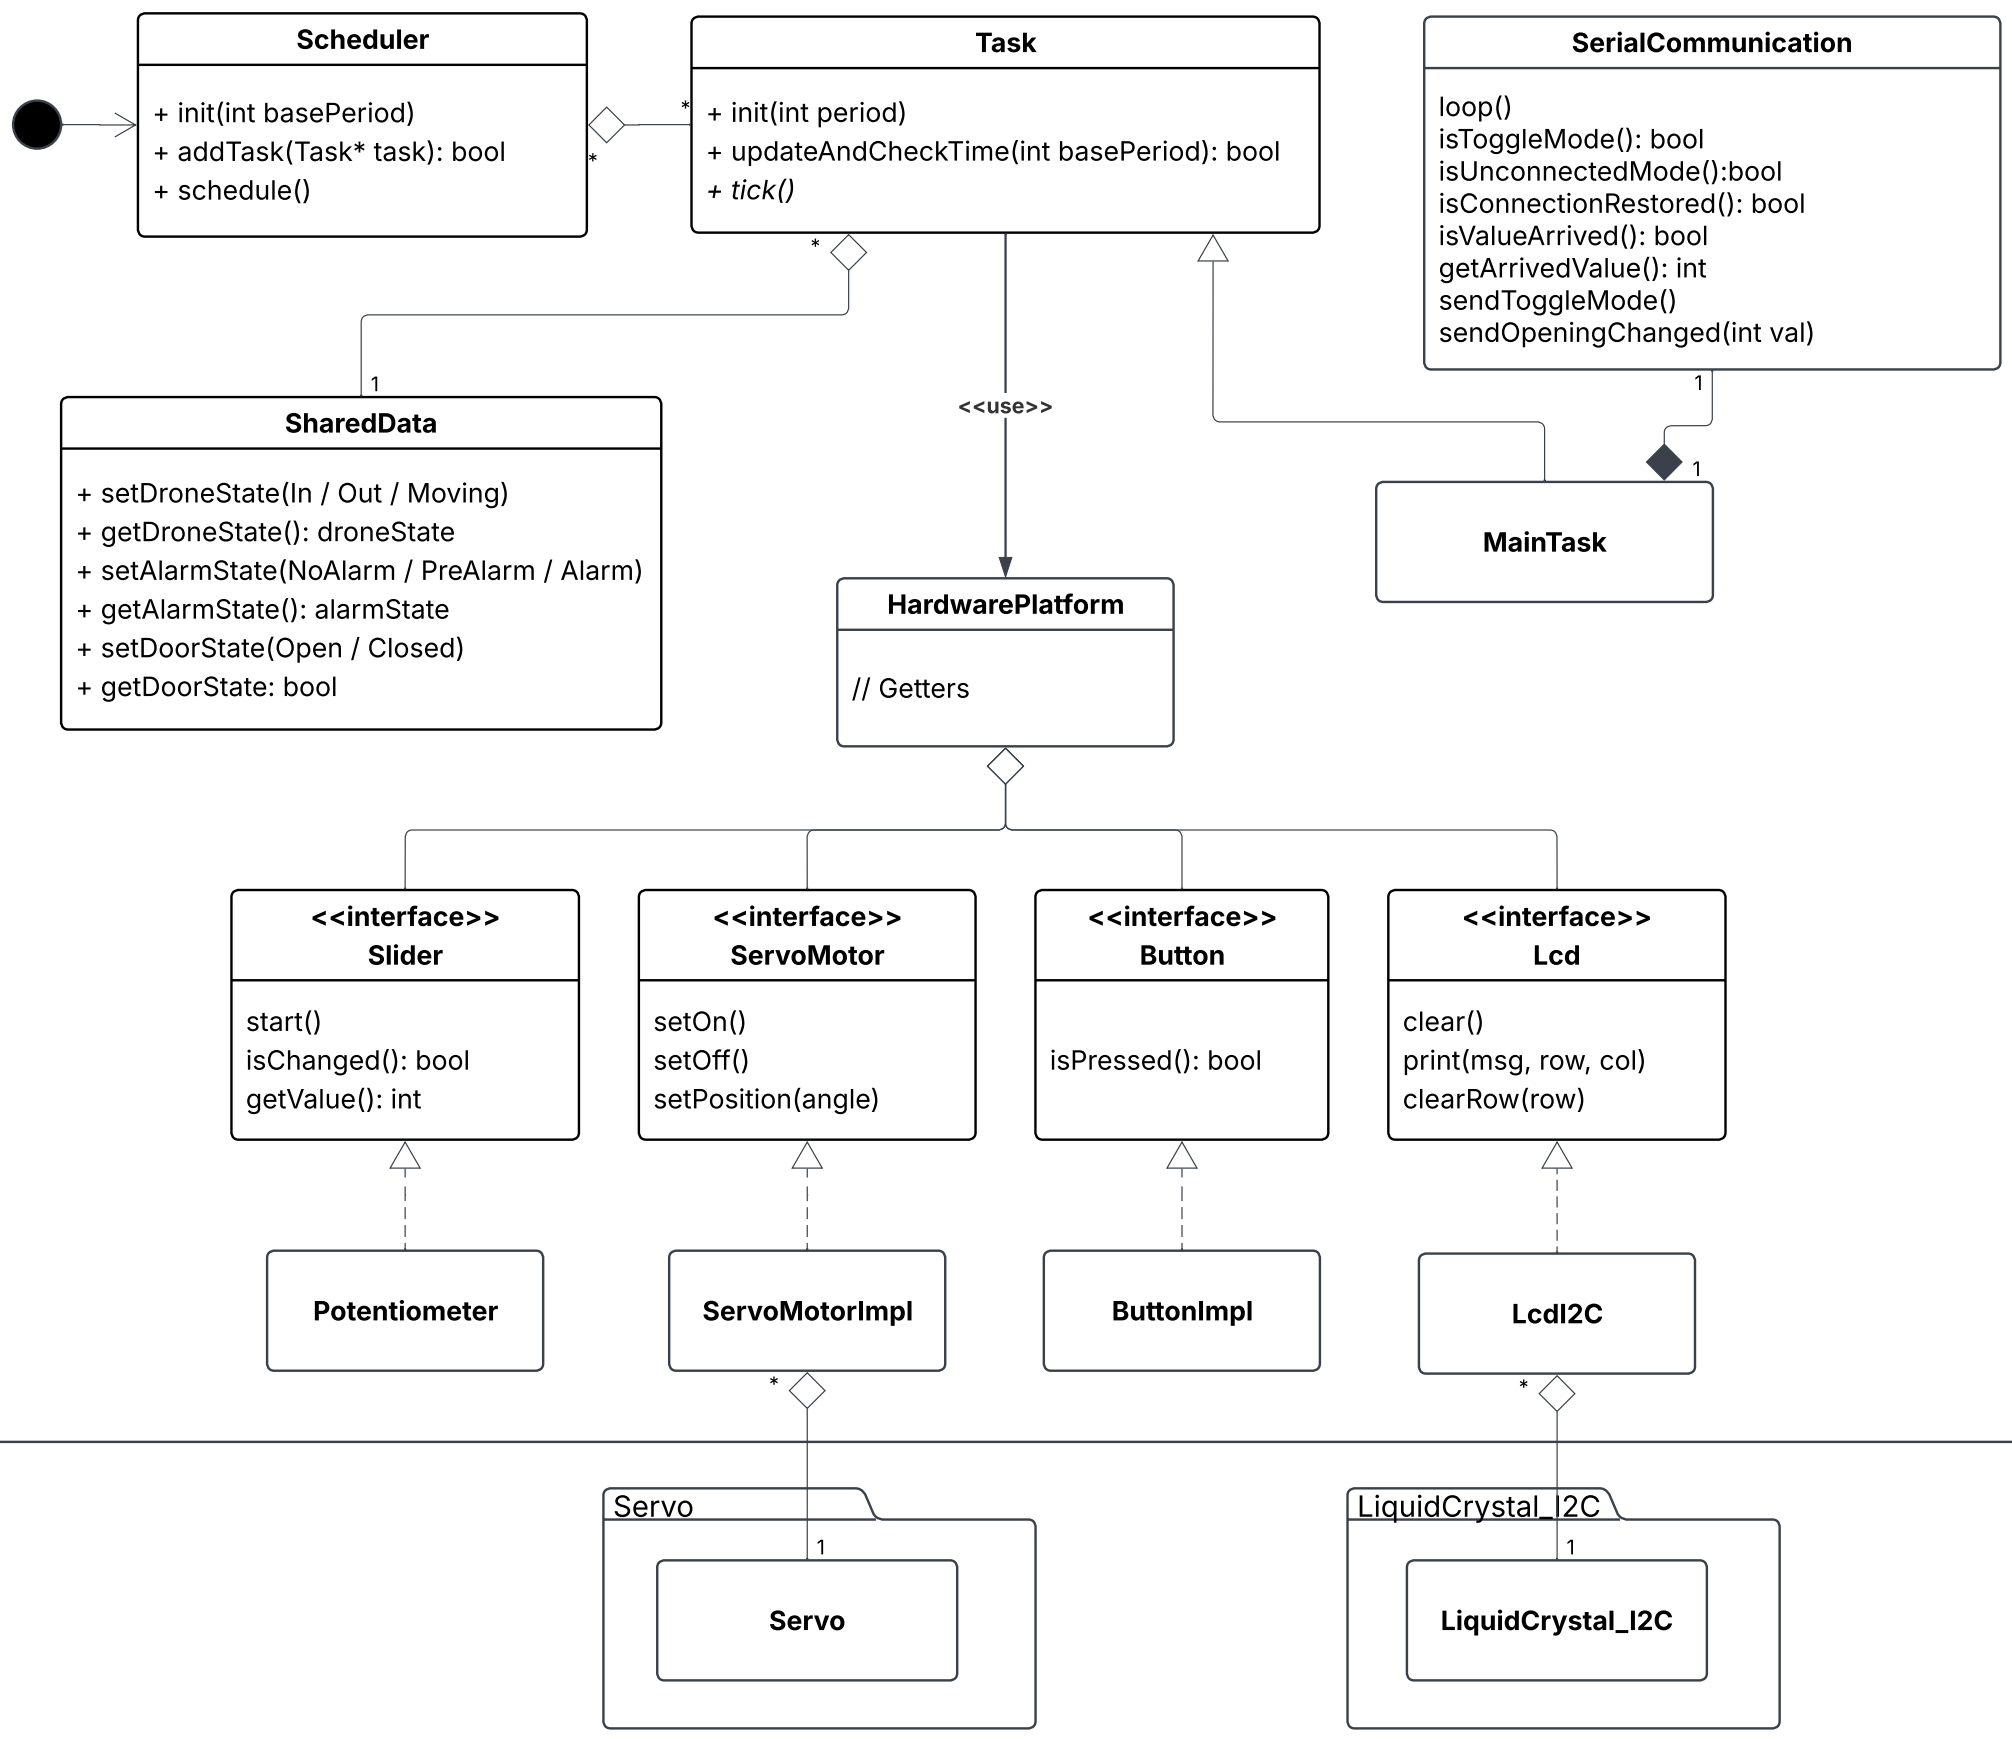 Scheduler
+ init(int basePeriod)
+ addTask(Task* task): bool
+ schedule()
*
*
Task
+ init(int period)
+ updateAndCheckTime(int basePeriod): bool
+ tick()
SerialCommunication
loop()
isToggleMode(): bool
isUnconnectedMode():bool
isConnectionRestored(): bool
isValueArrived(): bool
getArrivedValue(): int
sendToggleMode()
sendOpeningChanged(int val)
*
1
<<use>>
1
1
SharedData
+ setDroneState(In / Out / Moving)
+ getDroneState(): droneState
+ setAlarmState(NoAlarm / PreAlarm / Alarm)
+ getAlarmState(): alarmState
+ setDoorState(Open / Closed)
+ getDoorState: bool
MainTask
HardwarePlatform
// Getters
<<interface>>
Slider
start()
isChanged(): bool
getValue(): int
<<interface>>
ServoMotor
setOn()
setOff()
setPosition(angle)
<<interface>>
Button
isPressed(): bool
<<interface>>
Lcd
clear()
print(msg, row, col)
clearRow(row)
Potentiometer
ServoMotorImpl
ButtonImpl
LcdI2C
*
*
Servo
1
Servo
LiquidCrystal_I2C
1
LiquidCrystal_I2C